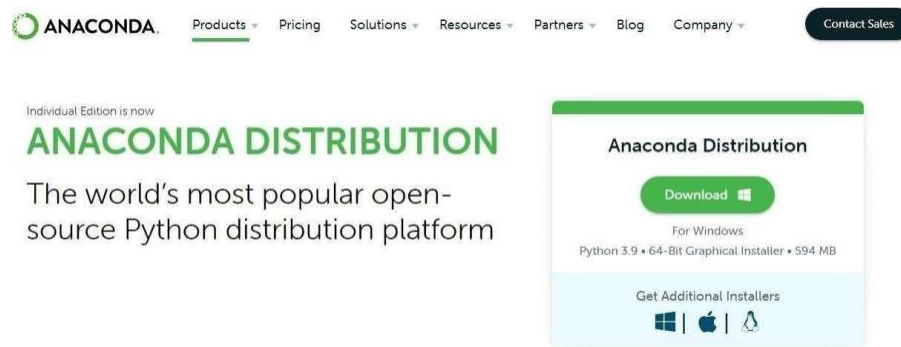 ANACONDA.
Products Pricing Solutions Resources Partners Blog Company Contact Sales
Individual Edition is now
ANACONDA DISTRIBUTION
The world's most popular open-
source Python distribution platform
Anaconda Distribution
Download
For Windows
Python 3.9 • 64-Bit Graphical Installer • 594 MB
Get Additional Installers
| |